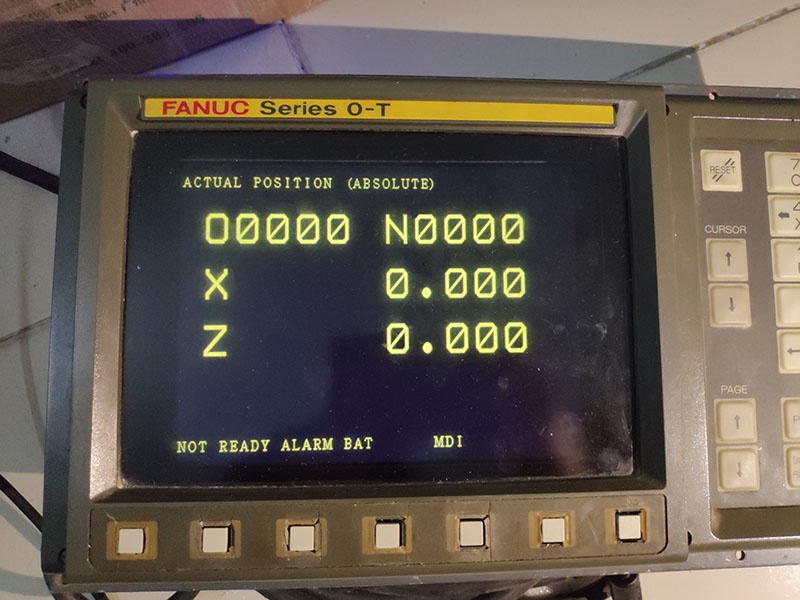 FANUC Series O-T
ACTUAL POSITION (ABSOLUTE)
O0000 N0000
X 0.000
Z 0.000
NOT READY ALARM BAT MDI
RESET
CURSOR
PAGE